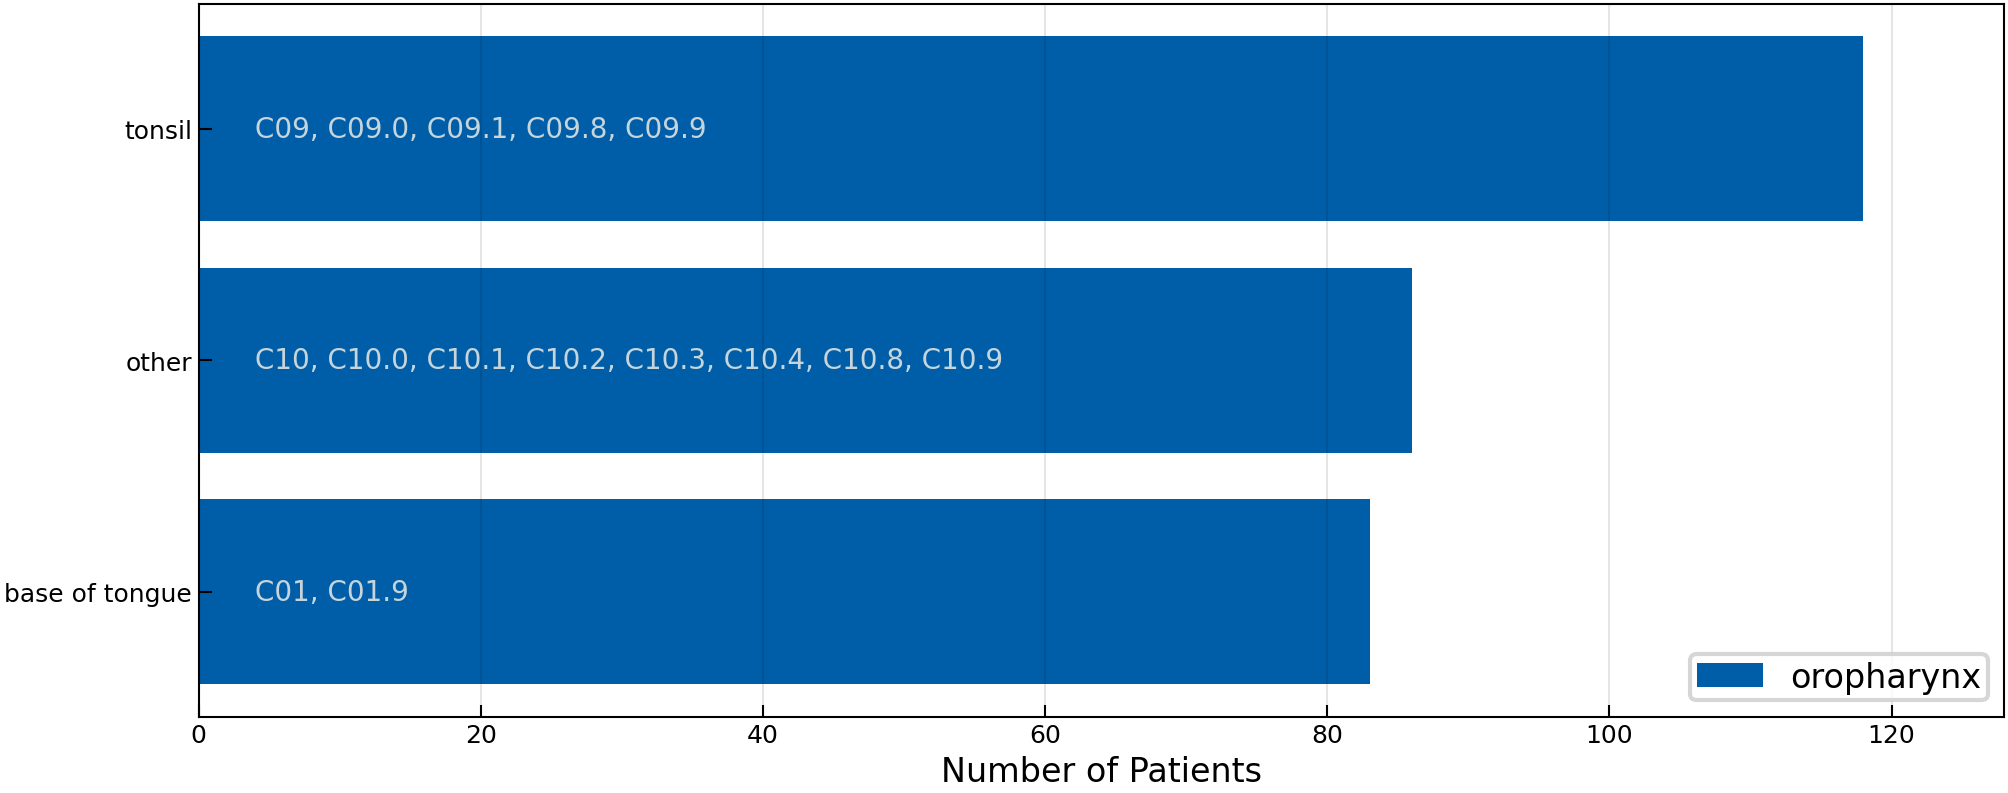 tonsil
C09, C09.0, C09.1, C09.8, C09.9
other
C10, C10.0, C10.1, C10.2, C10.3, C10.4, C10.8, C10.9
base of tongue
C01, C01.9
oropharynx
0 20 40 60 80 100 120
Number of Patients